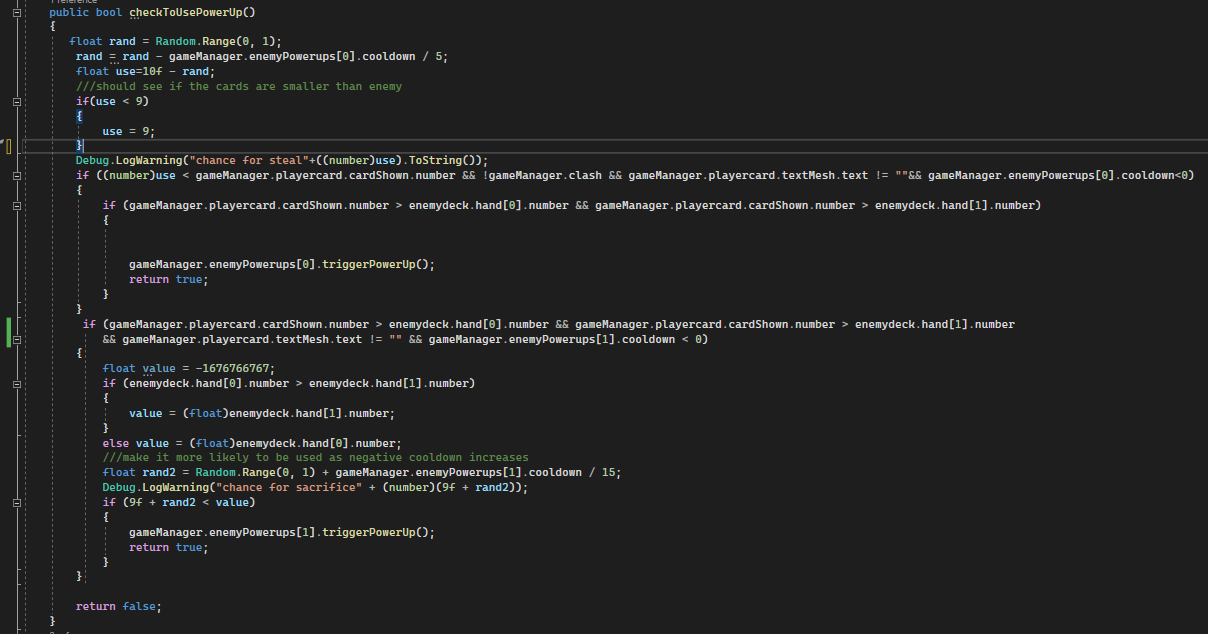 1 reference
public bool checkToUsePowerUp()
{
float rand = Random.Range(0, 1);
rand = rand - gameManager.enemyPowerups[0].cooldown / 5;
float use=10f - rand;
///should see if the cards are smaller than enemy
if(use < 9)
{
use = 9;
}
Debug.LogWarning("chance for steal"+((number)use).ToString());
if ((number)use < gameManager.playercard.cardShown.number && !gameManager.clash && gameManager.playercard.textMesh.text != ""&& gameManager.enemyPowerups[0].cooldown<0)
{
if (gameManager.playercard.cardShown.number > enemydeck.hand[0].number && gameManager.playercard.cardShown.number > enemydeck.hand[1].number)
{
gameManager.enemyPowerups[0].triggerPowerUp();
return true;
}
}
if (gameManager.playercard.cardShown.number > enemydeck.hand[0].number && gameManager.playercard.cardShown.number > enemydeck.hand[1].number
&& gameManager.playercard.textMesh.text != "" && gameManager.enemyPowerups[1].cooldown < 0)
{
float value = -1676766767;
if (enemydeck.hand[0].number > enemydeck.hand[1].number)
{
value = (float)enemydeck.hand[1].number;
}
else value = (float)enemydeck.hand[0].number;
///make it more likely to be used as negative cooldown increases
float rand2 = Random.Range(0, 1) + gameManager.enemyPowerups[1].cooldown / 15;
Debug.LogWarning("chance for sacrifice" + (number)(9f + rand2));
if (9f + rand2 < value)
{
gameManager.enemyPowerups[1].triggerPowerUp();
return true;
}
}
return false;
}